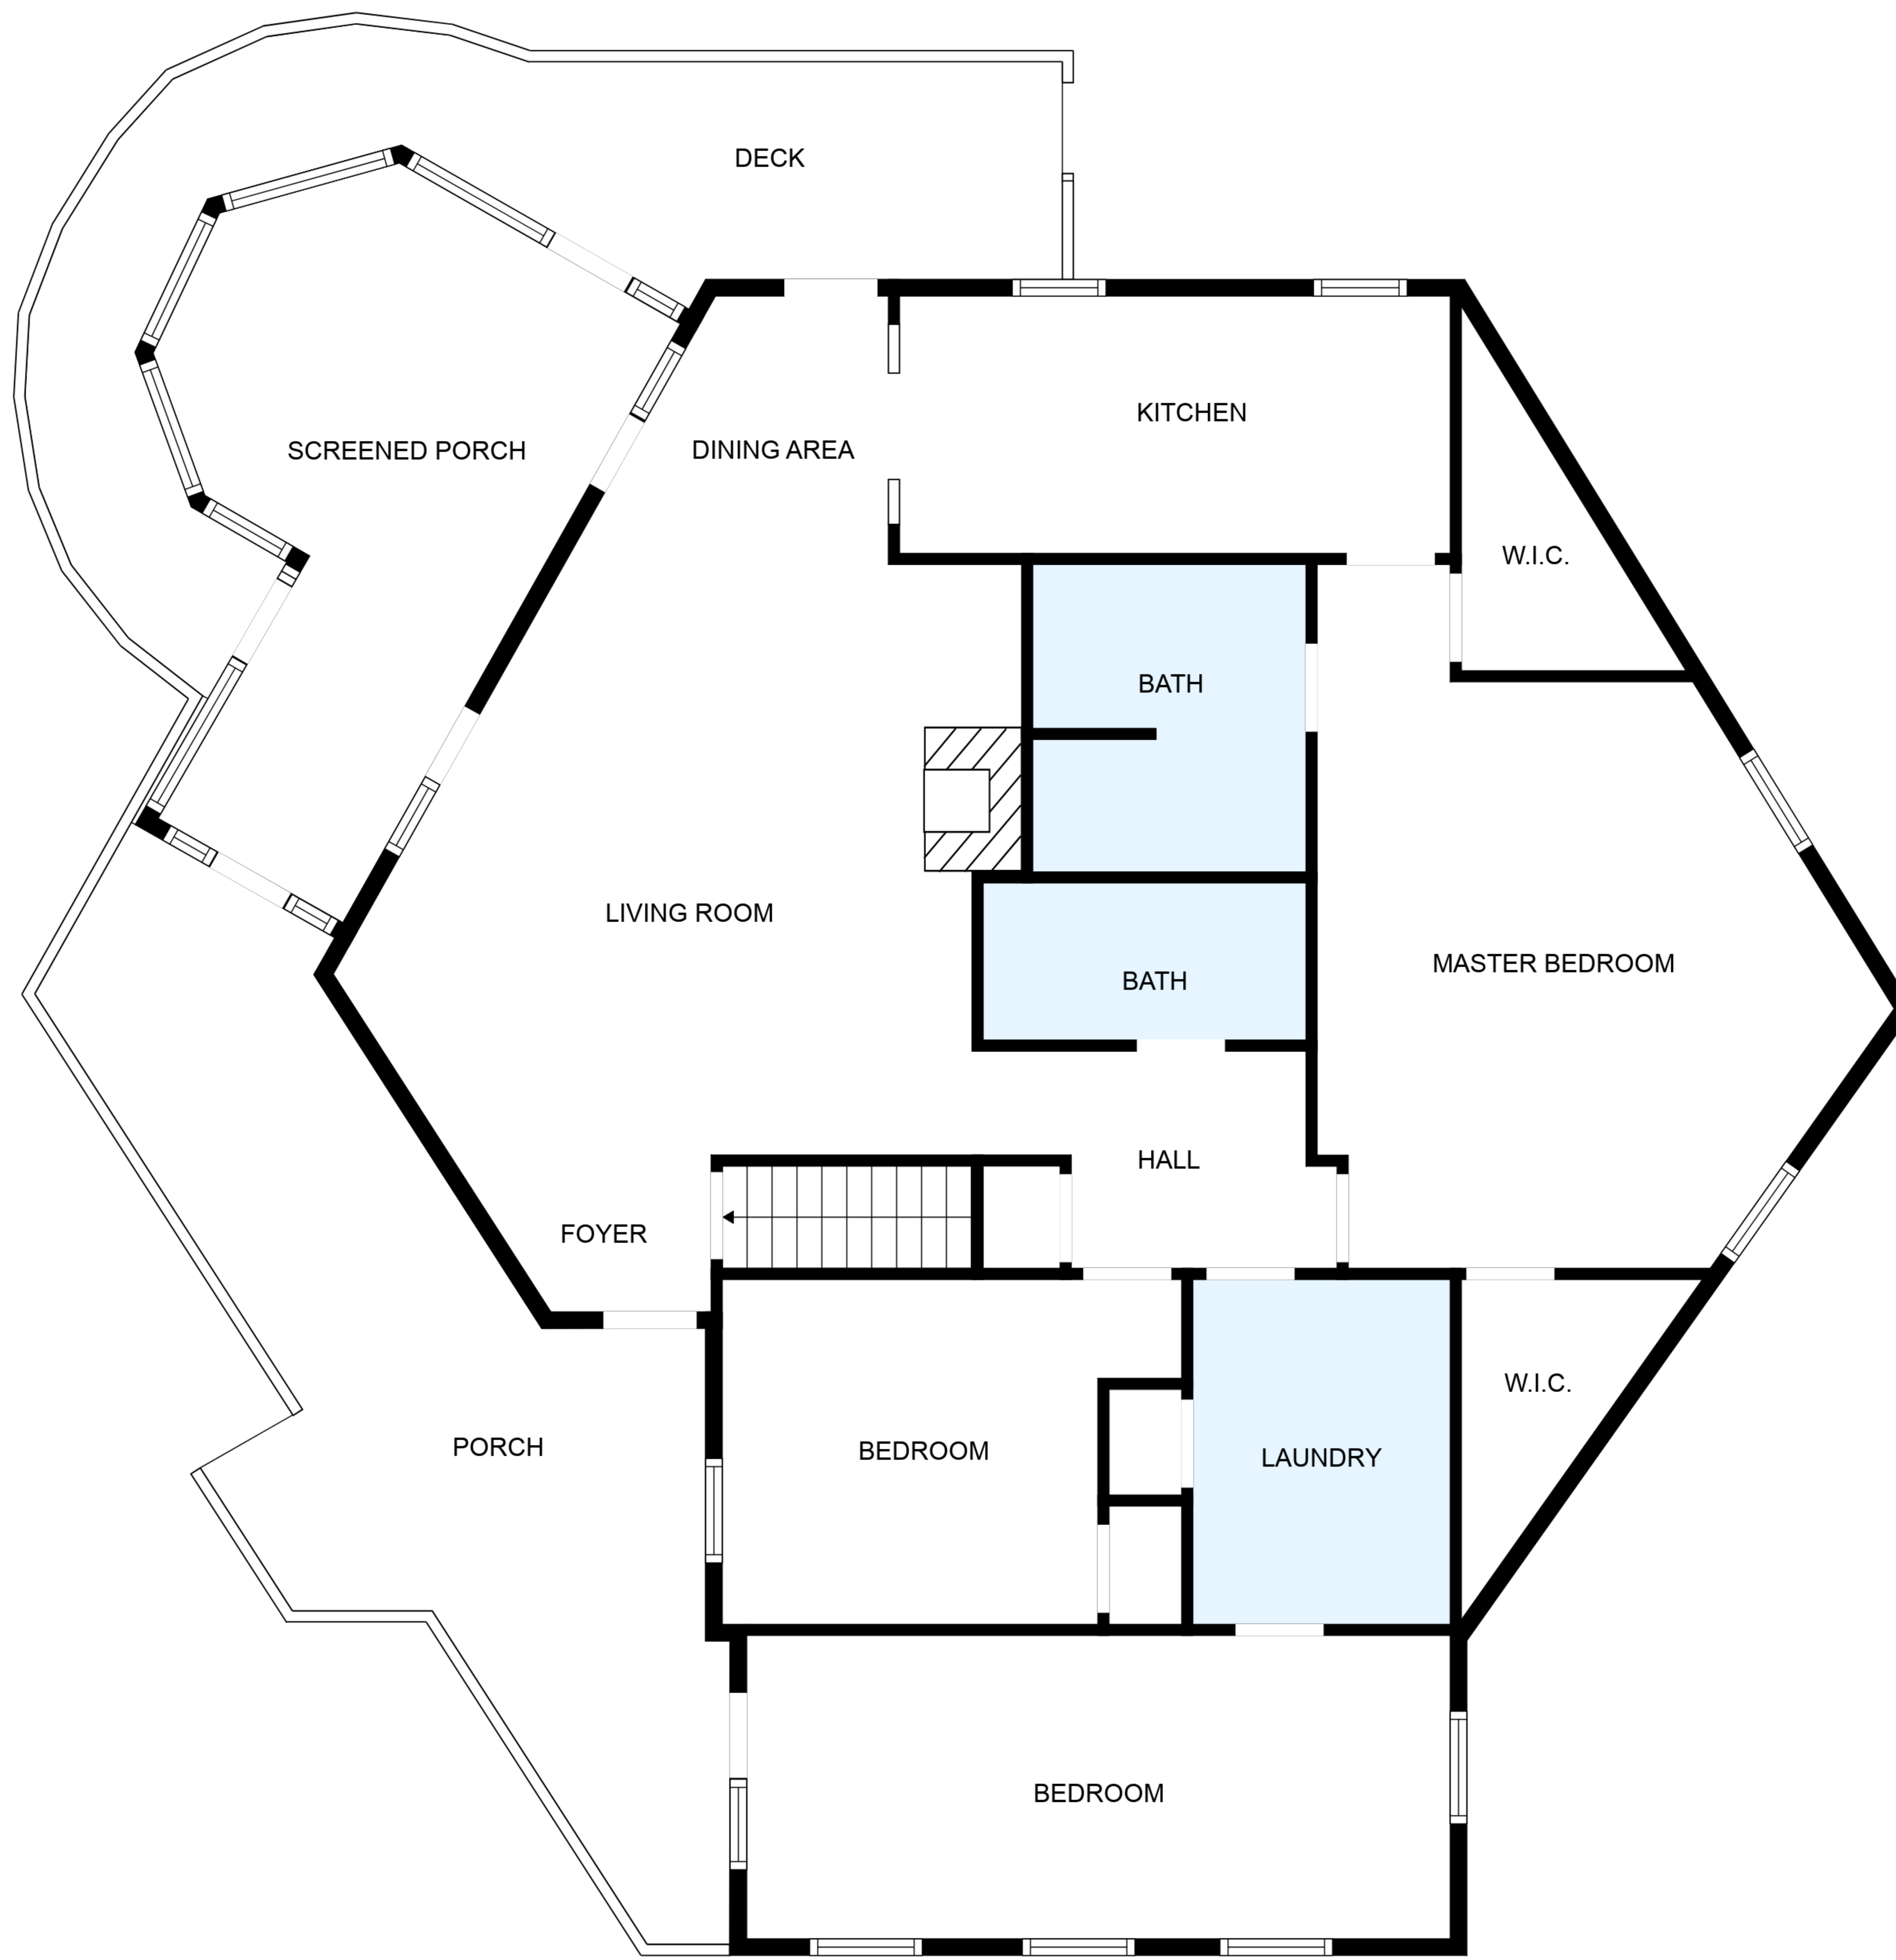 DECK
KITCHEN
SCREENED PORCH
DINING AREA
W.I.C.
BATH
LIVING ROOM
MASTER BEDROOM
BATH
HALL
FOYER
W.I.C.
PORCH
BEDROOM
LAUNDRY
BEDROOM